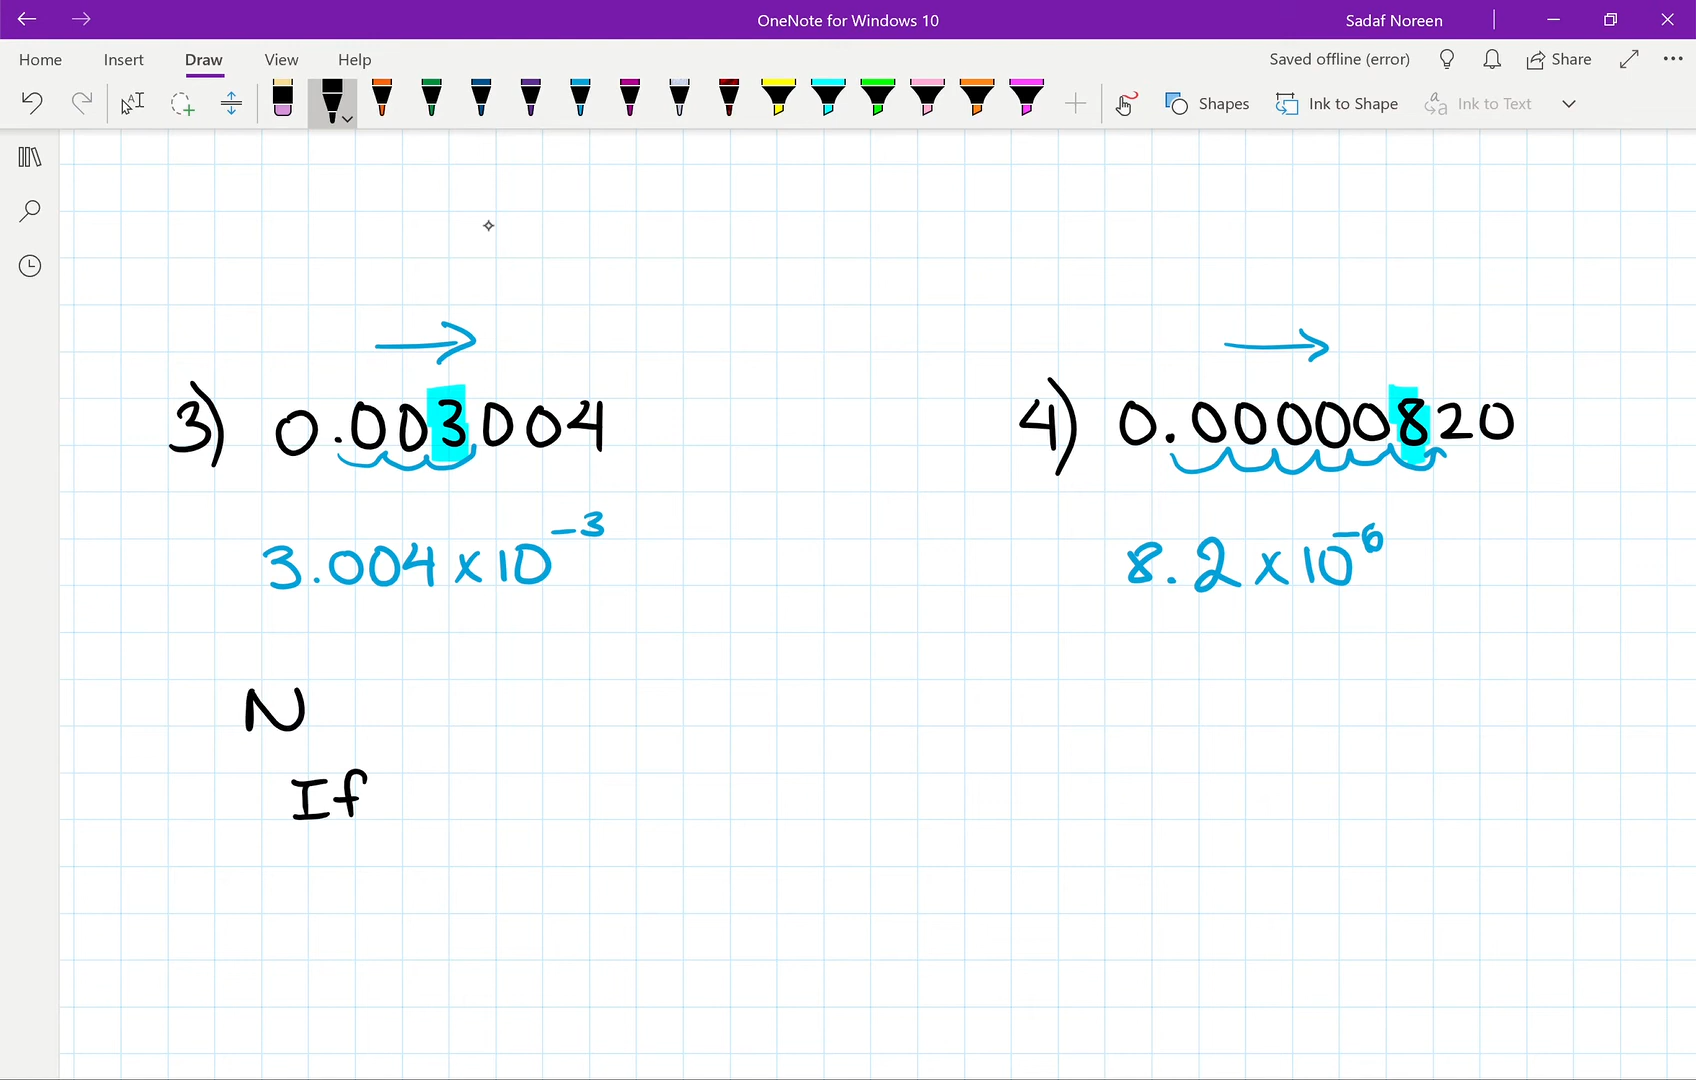 OneNote for Windows 10
Sadaf Noreen
Home Insert Draw View Help
Saved offline (error)
Share
Shapes
Ink to Shape
Ink to Text
3) 0.003004
3.004 x 10^-3
4) 0.00000820
8.2 x 10^-6
N
If